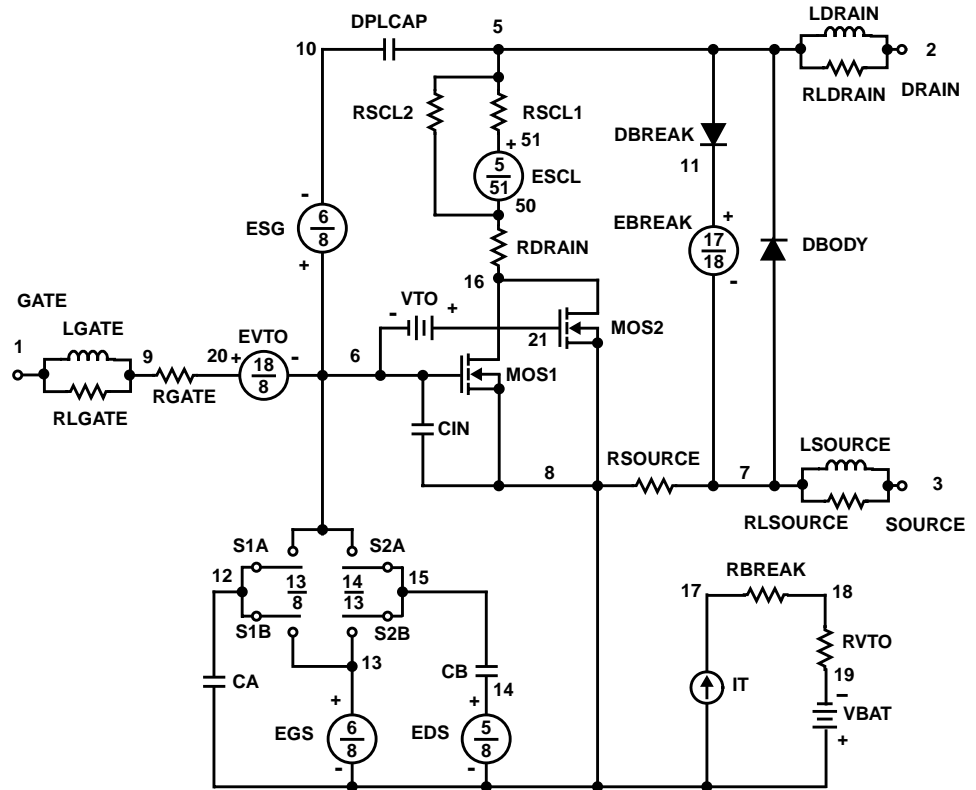 DPLCAP
5
LDRAIN
10
2
RLDRAIN
DRAIN
RSCL2
RSCL1
+ 51
DBREAK
5
51
ESCL
11
50
-
ESG
6
8
+
RDRAIN
EBREAK
+
17
18
-
DBODY
16
VTO
- +
21
MOS2
GATE
LGATE
EVTO
1
9
20 +
18
8
-
6
MOS1
RGATE
RLGATE
CIN
RSOURCE
LSOURCE
8
7
3
RLSOURCE
SOURCE
S1A
S2A
12
13
8
14
13
15
RBREAK
17
18
S1B
S2B
RVTO
13
CA
CB
14
19
IT
-
VBAT
+
+
EGS
6
8
-
+
EDS
5
8
-